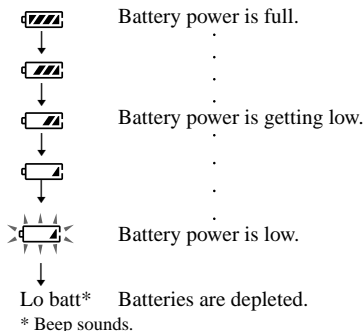 Battery power is full.
Battery power is getting low.
Battery power is low.
Lo batt* Batteries are depleted.
* Beep sounds.